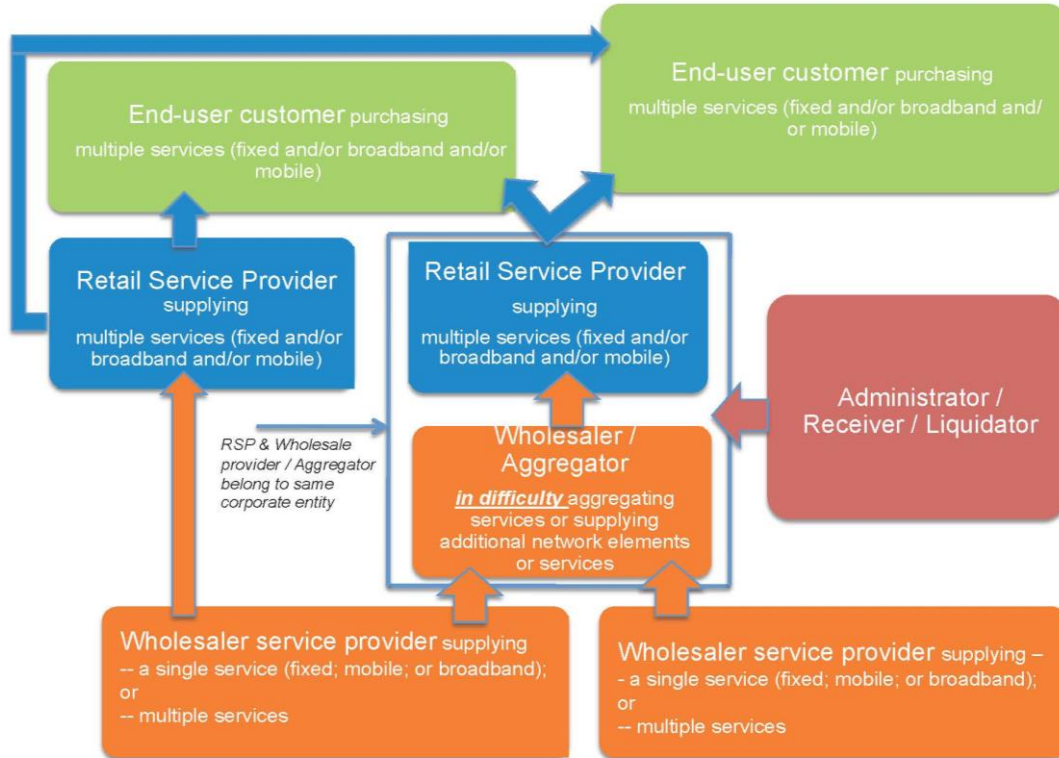 End-user customer purchasing
multiple services (fixed and/or broadband and/
or mobile)
End-user customer purchasing
multiple services (fixed and/or broadband and/or
mobile)
Retail Service Provider
supplying
multiple services (fixed and/or
broadband and/or mobile)
Retail Service Provider
supplying
multiple services (fixed and/or
broadband and/or mobile)
Administrator /
Receiver / Liquidator
RSP & Wholesale
provider / Aggregator
belong to same
corporate entity
Wholesaler /
Aggregator
in difficulty aggregating
services or supplying
additional network elements
or services
Wholesaler service provider supplying
-- a single service (fixed; mobile; or broadband);
or
-- multiple services
Wholesaler service provider supplying –
- a single service (fixed; mobile; or broadband);
or
-- multiple services